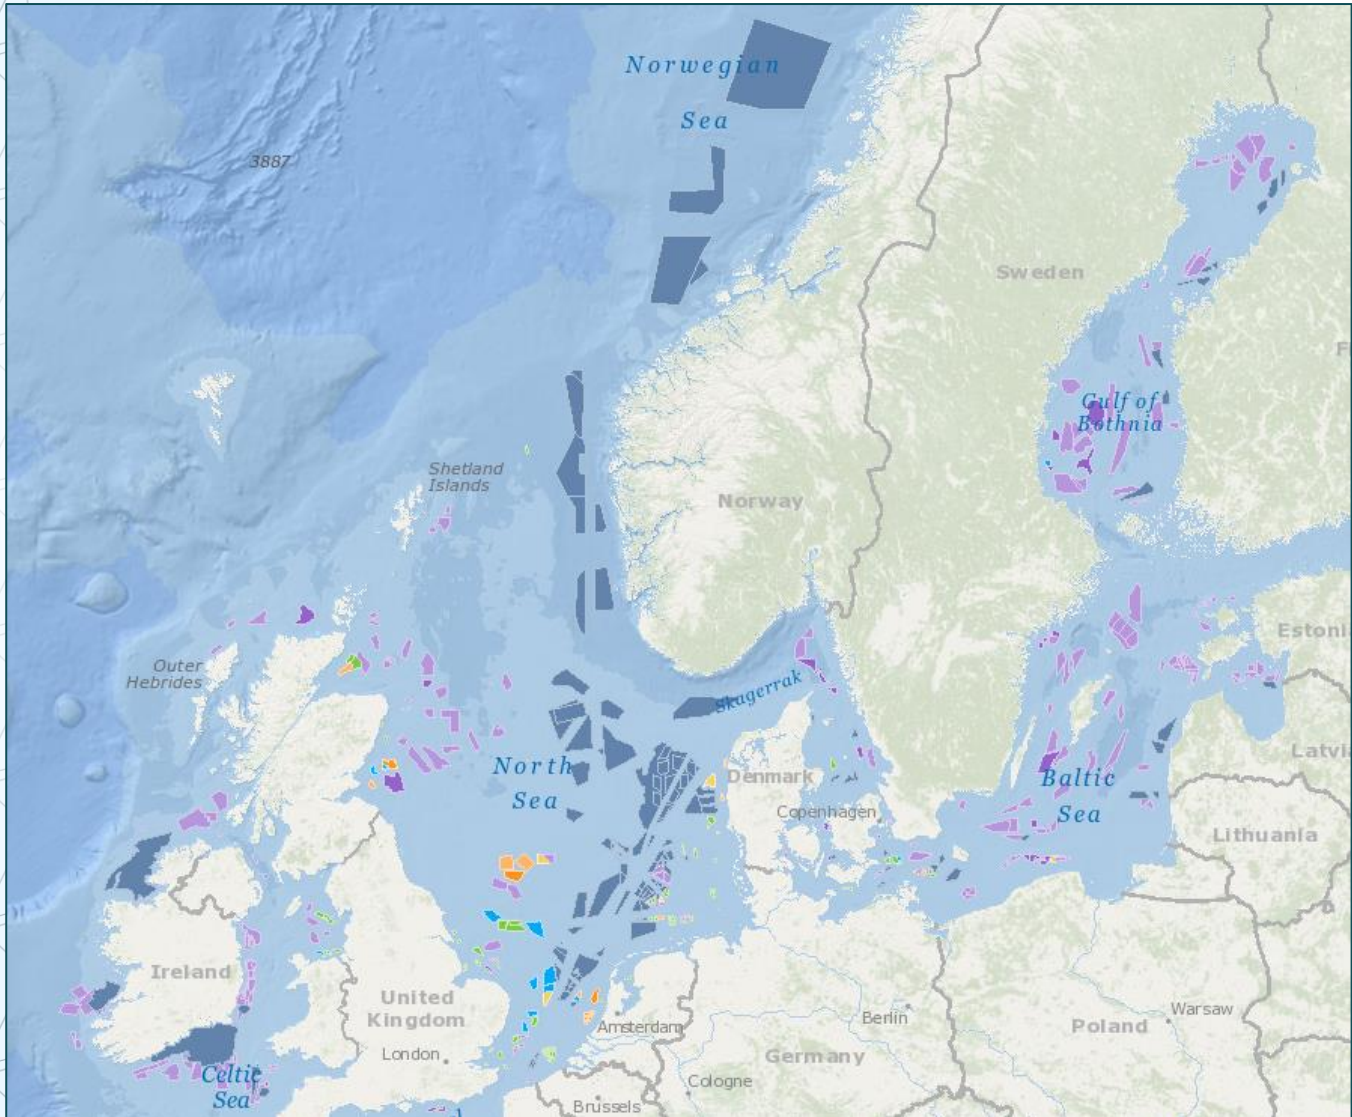 Norwegian
Sea
3887
Sweden
Gulf of
Bothnia
Shetland
Islands
Norway
Outer
Hebrides
Estoni
Skagerrak
North
Sea
Denmark
Copenhagen
Baltic
Sea
Latvia
Lithuania
Ireland
United
Kingdom
London
Amsterdam
Berlin
Poland
Warsaw
Germany
Celtic
Sea
Cologne
Brussels